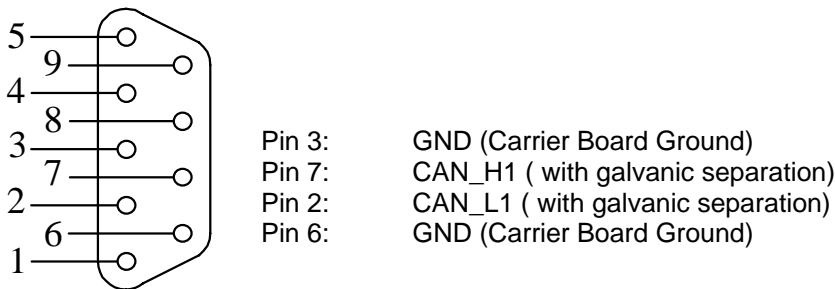 5
9
4
8
3
7
2
6
1
Pin 3: GND (Carrier Board Ground)
Pin 7: CAN_H1 ( with galvanic separation)
Pin 2: CAN_L1 ( with galvanic separation)
Pin 6: GND (Carrier Board Ground)